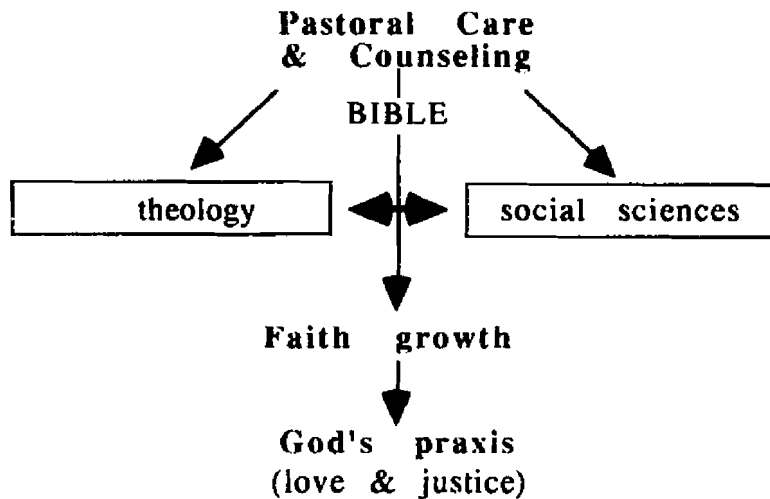 Pastoral Care
& Counseling
BIBLE
theology
social sciences
Faith growth
God's praxis
(love & justice)